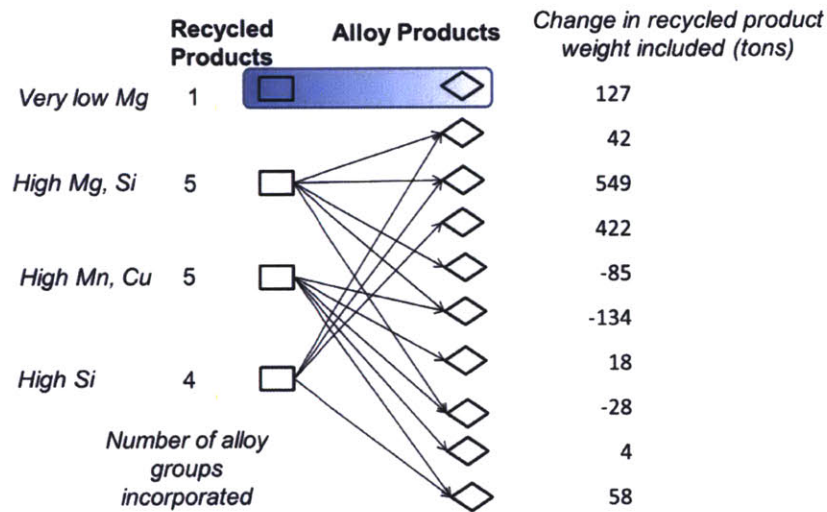 Recycled Products
Alloy Products
Change in recycled product
weight included (tons)
Very low Mg 1 127
42
High Mg, Si 5 549
422
High Mn, Cu 5 -85
-134
18
High Si 4 -28
4
58
Number of alloy
groups
incorporated